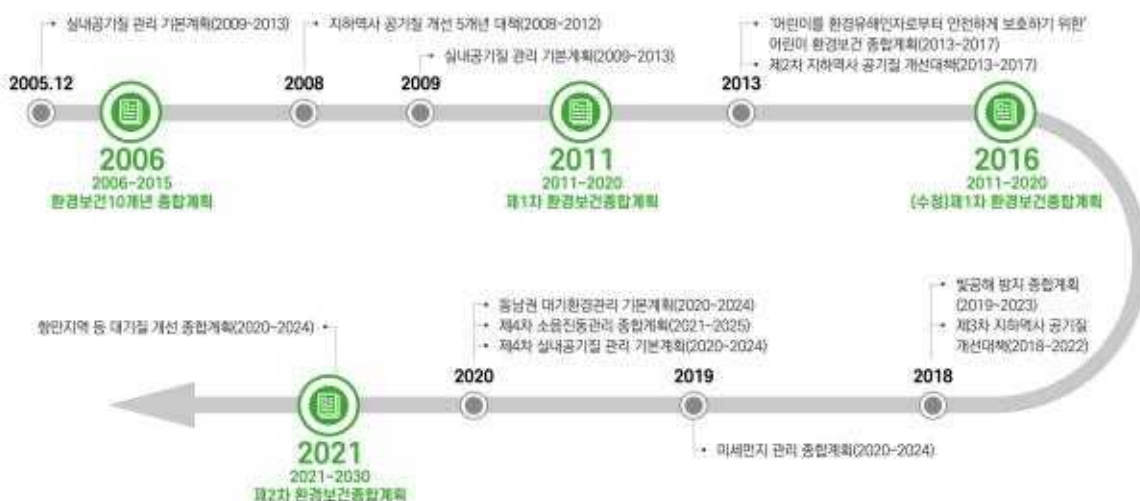 실내공기질 관리 기본계획(2009~2013)
지하역사 공기질 개선 5개년 대책(2008~2012)
실내공기질 관리 기본계획(2009~2013)
'어린이를 환경유해인자로부터 안전하게 보호하기 위한'
어린이 환경보건 종합계획(2013~2017)
제2차 지하역사 공기질 개선대책(2013~2017)
2005.12
2008
2009
2013
2006
2006~2015
환경보건10개년 종합계획
2011
2011~2020
제1차 환경보건종합계획
2016
2011~2020
(수정)제1차 환경보건종합계획
빛공해 방지 종합계획
(2019~2023)
제3차 지하역사 공기질
개선대책(2018~2022)
2018
미세먼지 관리 종합계획(2020~2024)
2019
동남권 대기환경관리 기본계획(2020~2024)
제4차 소음진동관리 종합계획(2021~2025)
제4차 실내공기질 관리 기본계획(2020~2024)
2020
항만지역 등 대기질 개선 종합계획(2020~2024)
2021
2021~2030
제2차 환경보건종합계획